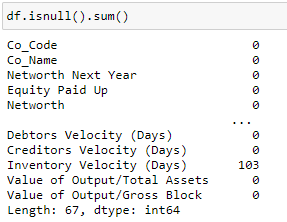 df.isnull().sum()
Co_Code 0
Co_Name 0
Networth Next Year 0
Equity Paid Up 0
Networth 0
...
Debtors Velocity (Days) 0
Creditors Velocity (Days) 0
Inventory Velocity (Days) 103
Value of Output/Total Assets 0
Value of Output/Gross Block 0
Length: 67, dtype: int64